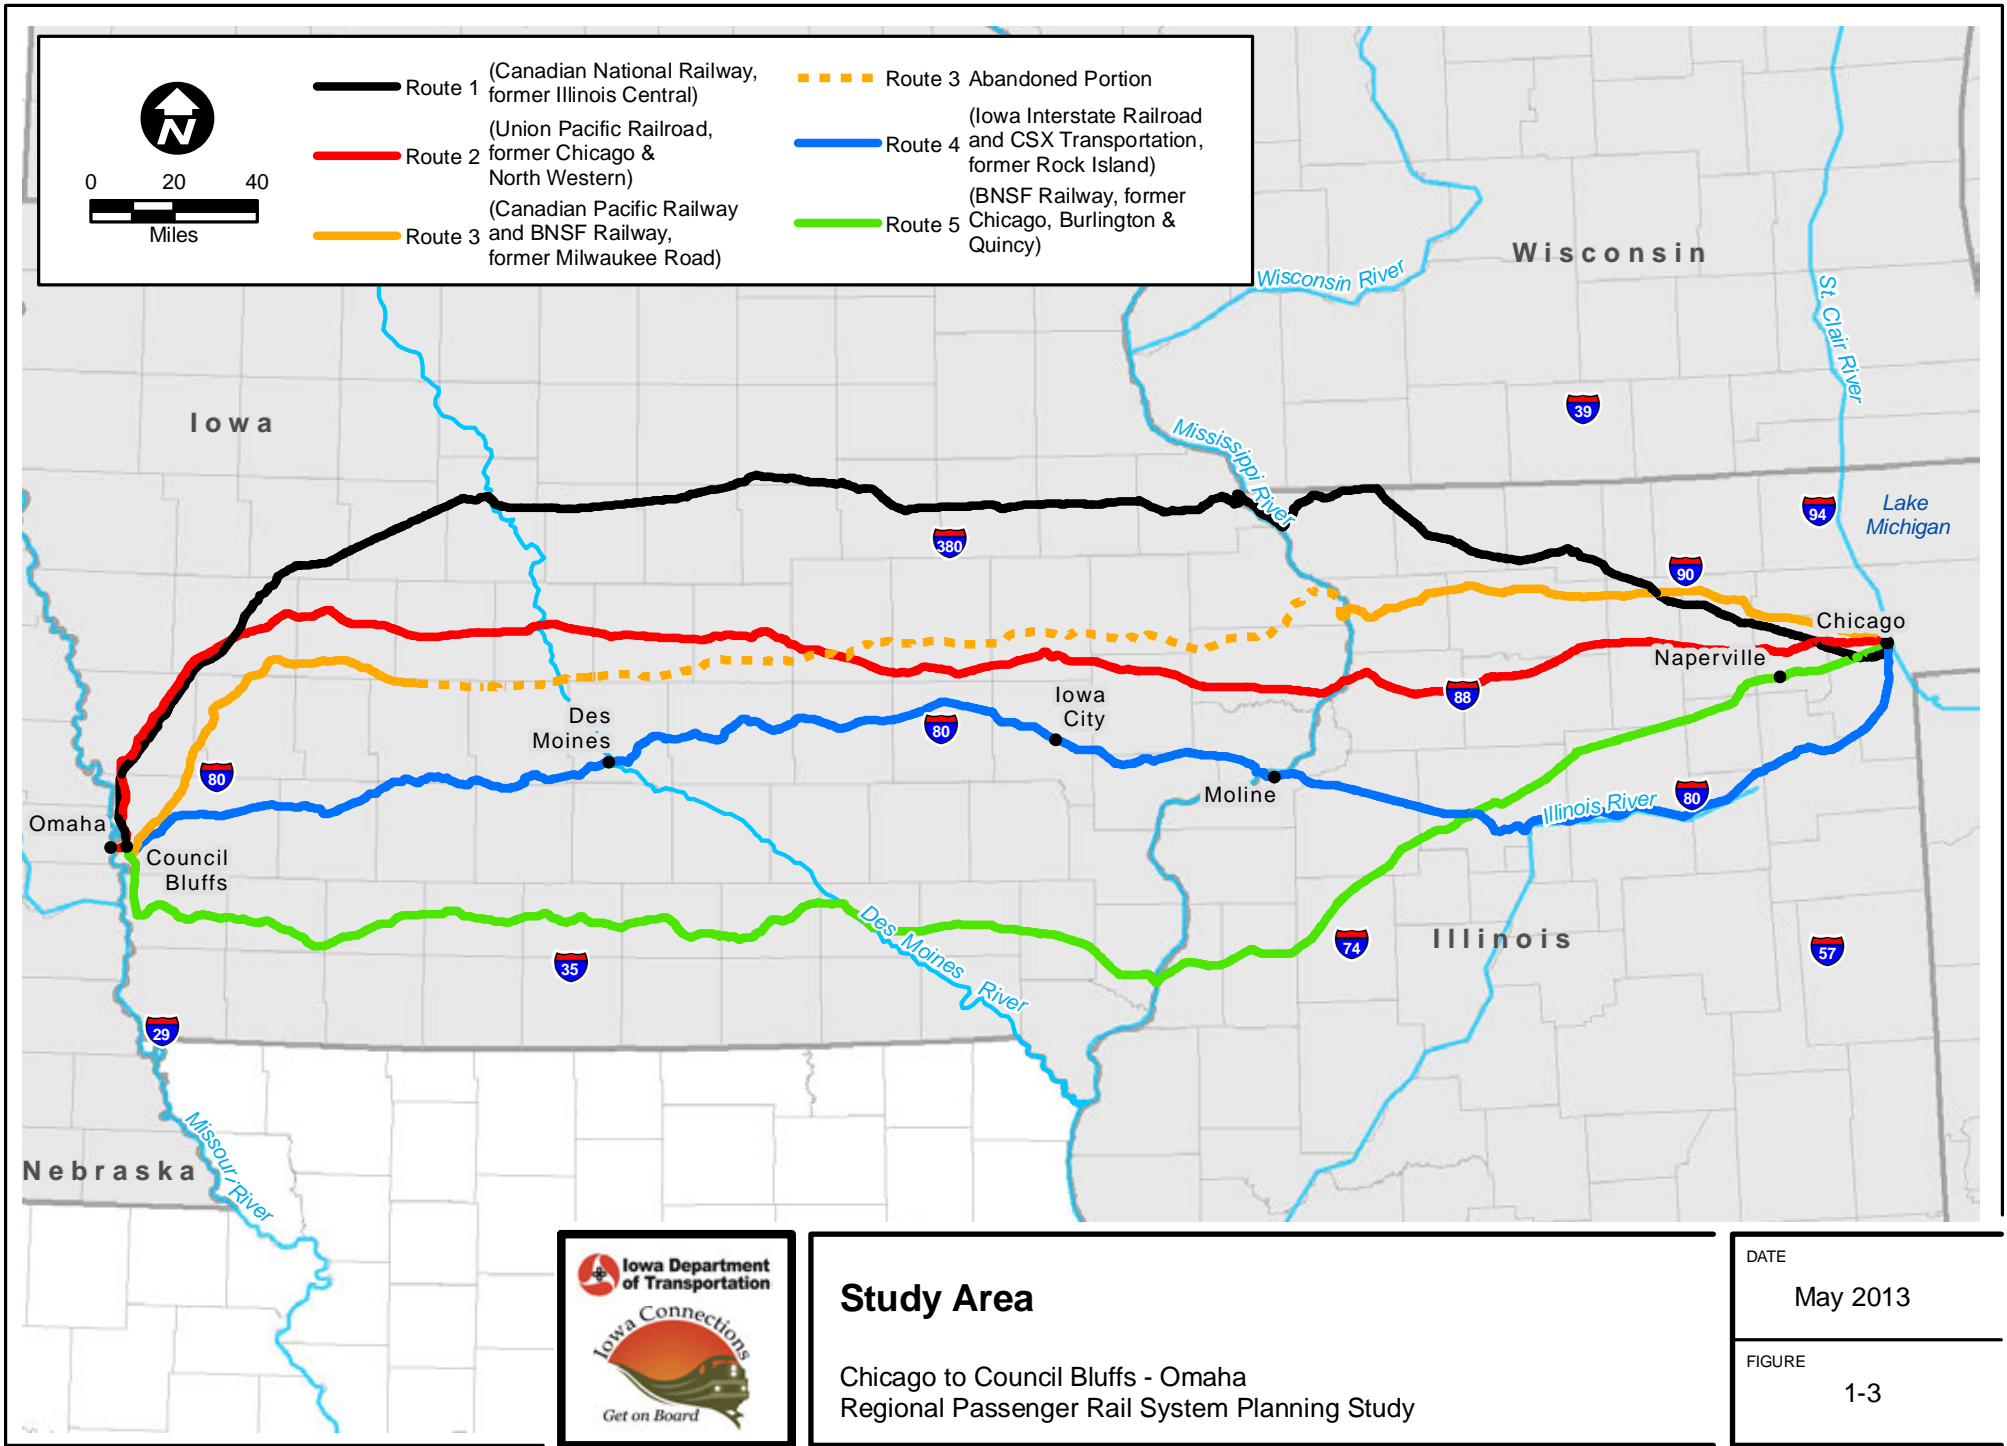 N
0 20 40
Miles
Route 1 (Canadian National Railway,
former Illinois Central)
Route 2 (Union Pacific Railroad,
former Chicago &
North Western)
Route 3 (Canadian Pacific Railway
and BNSF Railway,
former Milwaukee Road)
Route 3 Abandoned Portion
Route 4 (Iowa Interstate Railroad
and CSX Transportation,
former Rock Island)
Route 5 (BNSF Railway, former
Chicago, Burlington &
Quincy)
Wisconsin
Wisconsin River
St. Clair River
Iowa
39
Mississippi River
94
Lake
Michigan
380
90
Chicago
Naperville
88
Iowa
City
Des
Moines
80
80
Moline
Illinois River
80
Omaha
Council
Bluffs
Des Moines River
Illinois
74
57
35
29
Missouri River
Nebraska
Iowa Department
of Transportation
Iowa Connections
Get on Board
Study Area
Chicago to Council Bluffs - Omaha
Regional Passenger Rail System Planning Study
DATE
May 2013
FIGURE
1-3